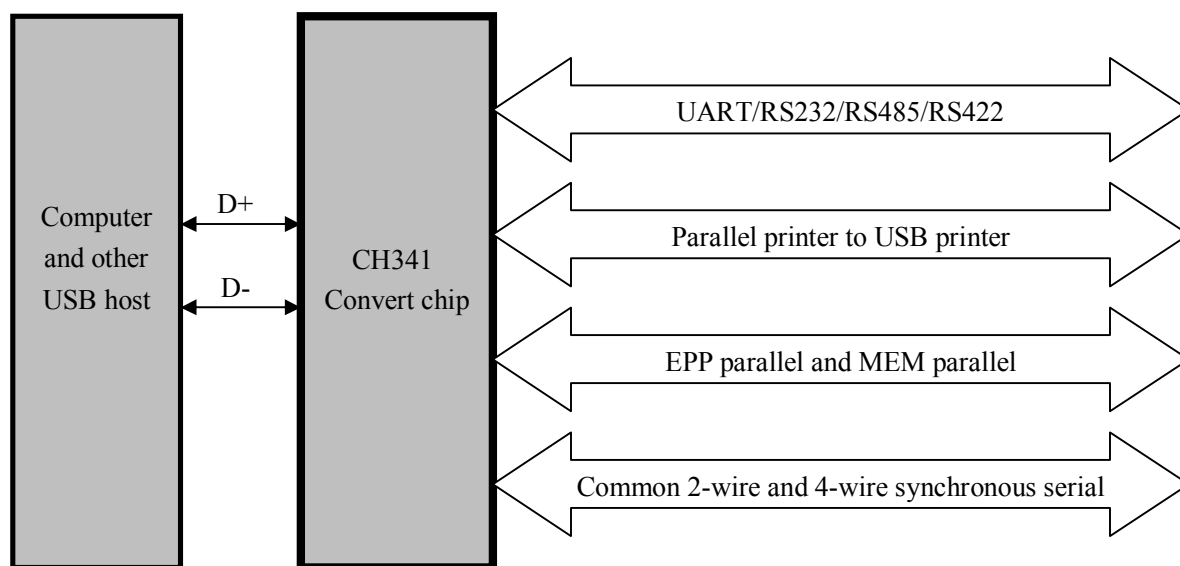 Computer
and other
USB host
D+
D-
CH341
Convert chip
UART/RS232/RS485/RS422
Parallel printer to USB printer
EPP parallel and MEM parallel
Common 2-wire and 4-wire synchronous serial